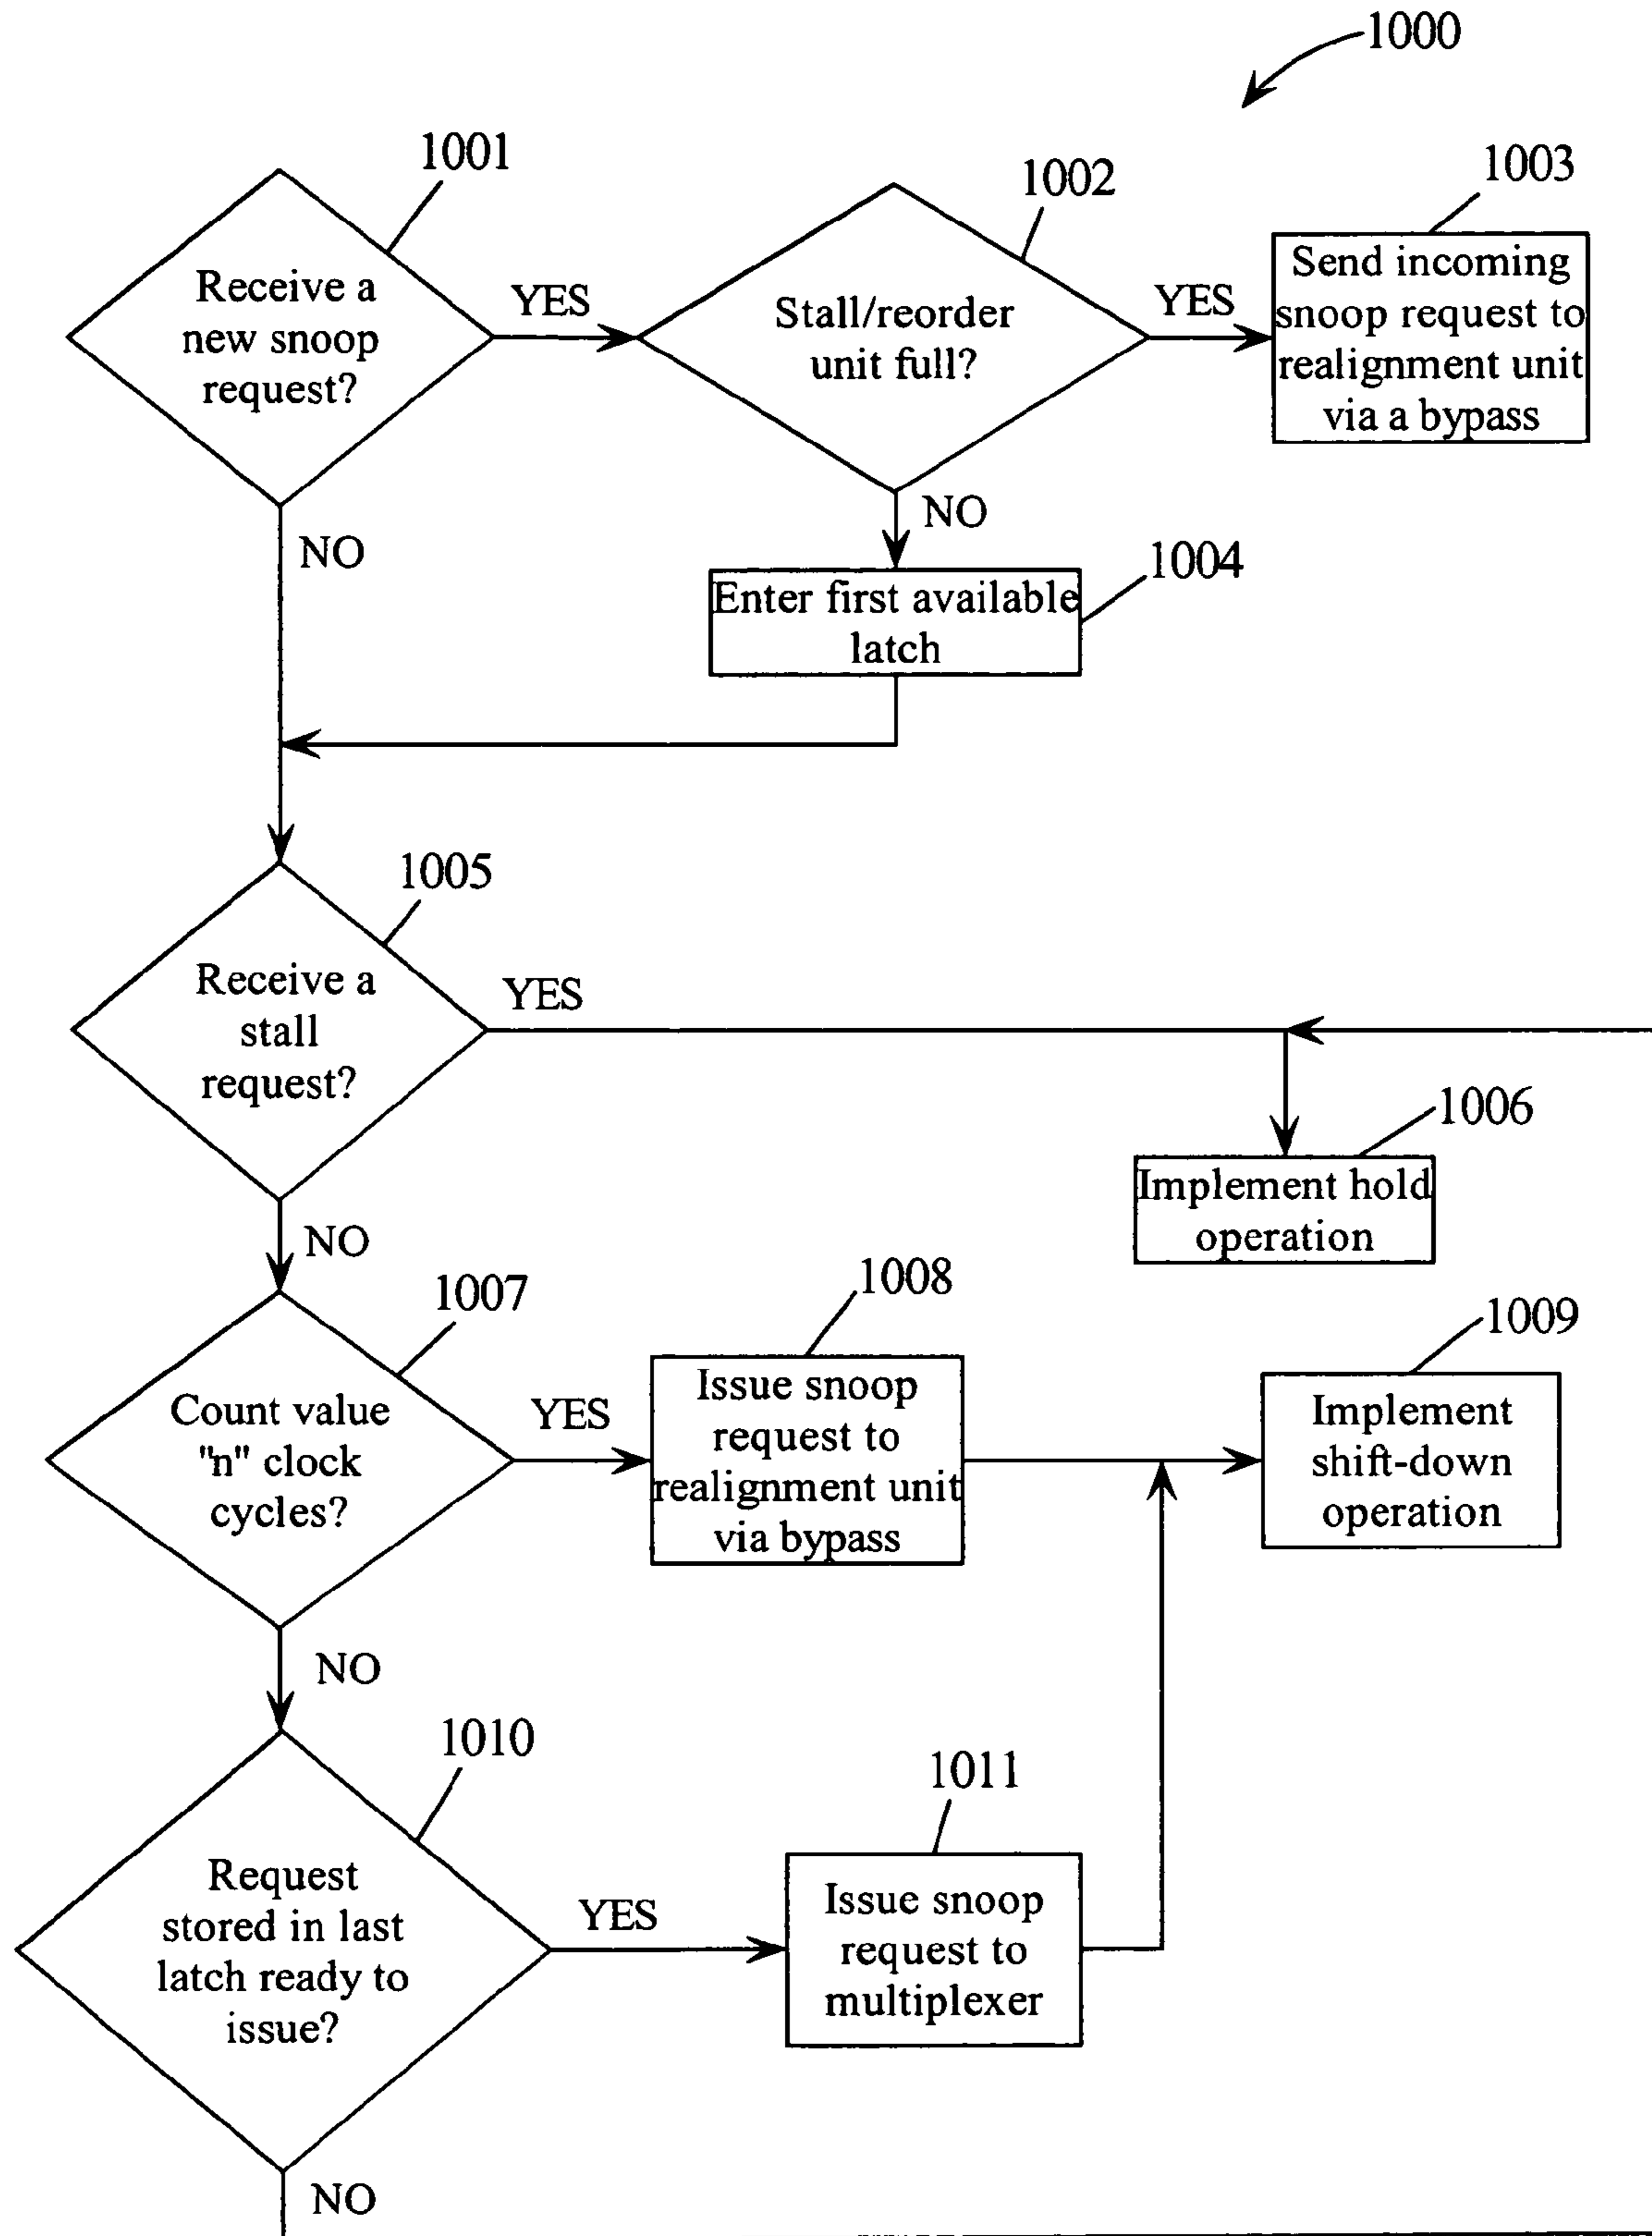 1000
1001
Receive a
new snoop
request?
YES
1002
Stall/reorder
unit full?
YES
1003
Send incoming
snoop request to
realignment unit
via a bypass
NO
NO
1004
Enter first available
latch
1005
Receive a
stall
request?
YES
1006
Implement hold
operation
NO
1007
Count value
"n" clock
cycles?
YES
1008
Issue snoop
request to
realignment unit
via bypass
1009
Implement
shift-down
operation
NO
1010
Request
stored in last
latch ready to
issue?
YES
1011
Issue snoop
request to
multiplexer
NO